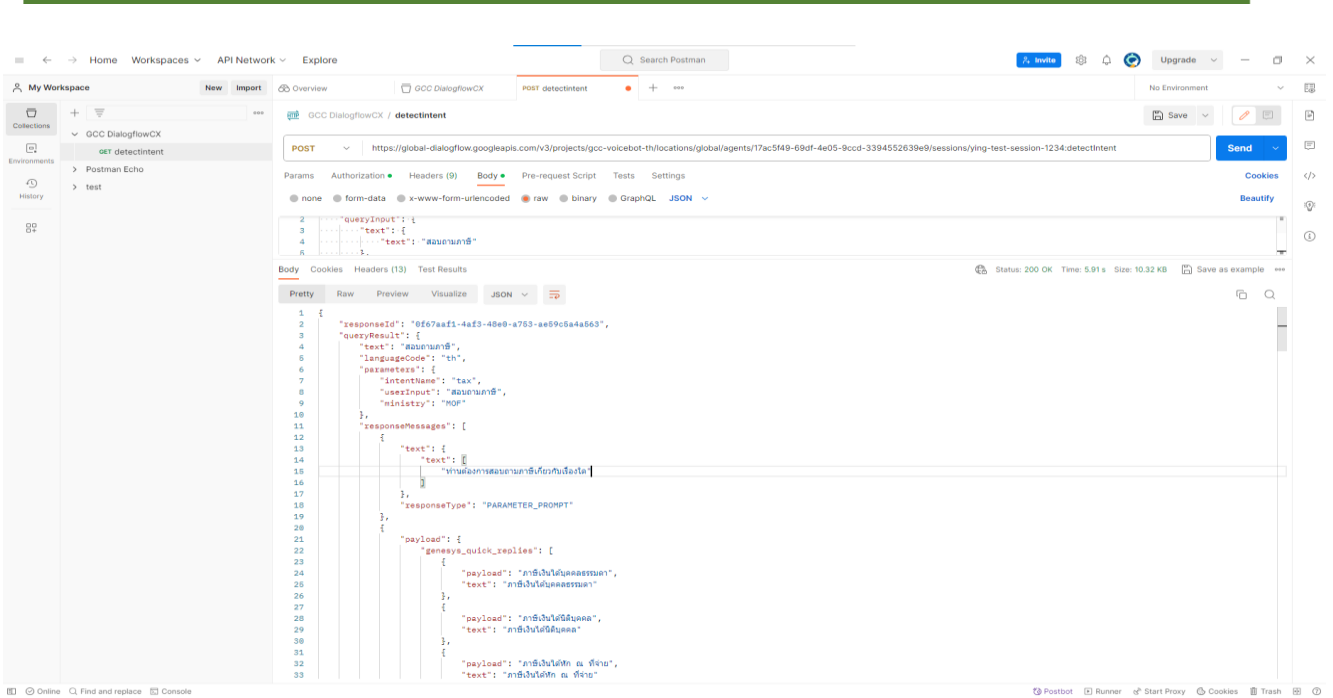 Home Workspaces API Network Explore Search Postman Invite Upgrade
My Workspace New Import Overview GCC DialogflowCX POST detectintent No Environment
Collections
Environments
History
GCC DialogflowCX
GET detectintent
Postman Echo
test
GCC DialogflowCX / detectintent Save
POST https://global-dialogflow.googleapis.com/v3/projects/gcc-voicebot-th/locations/global/agents/17ac5f49-69df-4e05-9ccd-3394552639e9/sessions/ying-test-session-1234:detectIntent Send
Params Authorization Headers (9) Body Pre-request Script Tests Settings Cookies
none form-data x-www-form-urlencoded raw binary GraphQL JSON Beautify
2 "queryInput": {
3 "text": {
4 "text": "สอบถามภาษี"
5 },
Body Cookies Headers (13) Test Results Status: 200 OK Time: 5.91 s Size: 10.32 KB Save as example
Pretty Raw Preview Visualize JSON
1 {
2 "responseId": "0f67aaf1-4af3-48e0-a753-ae59c5a4a563",
3 "queryResult": {
4 "text": "สอบถามภาษี",
5 "languageCode": "th",
6 "parameters": {
7 "intentName": "tax",
8 "userInput": "สอบถามภาษี",
9 "ministry": "MOF"
10 },
11 "responseMessages": [
12 {
13 "text": {
14 "text": [
15 "ท่านต้องการสอบถามภาษีเกี่ยวกับเรื่องใด"
16 ]
17 },
18 "responseType": "PARAMETER_PROMPT"
19 },
20 {
21 "payload": {
22 "genesys_quick_replies": [
23 {
24 "payload": "ภาษีเงินได้บุคคลธรรมดา",
25 "text": "ภาษีเงินได้บุคคลธรรมดา"
26 },
27 {
28 "payload": "ภาษีเงินได้นิติบุคคล",
29 "text": "ภาษีเงินได้นิติบุคคล"
30 },
31 {
32 "payload": "ภาษีเงินได้หัก ณ ที่จ่าย",
33 "text": "ภาษีเงินได้หัก ณ ที่จ่าย"
Online Find and replace Console Postbot Runner Start Proxy Cookies Trash